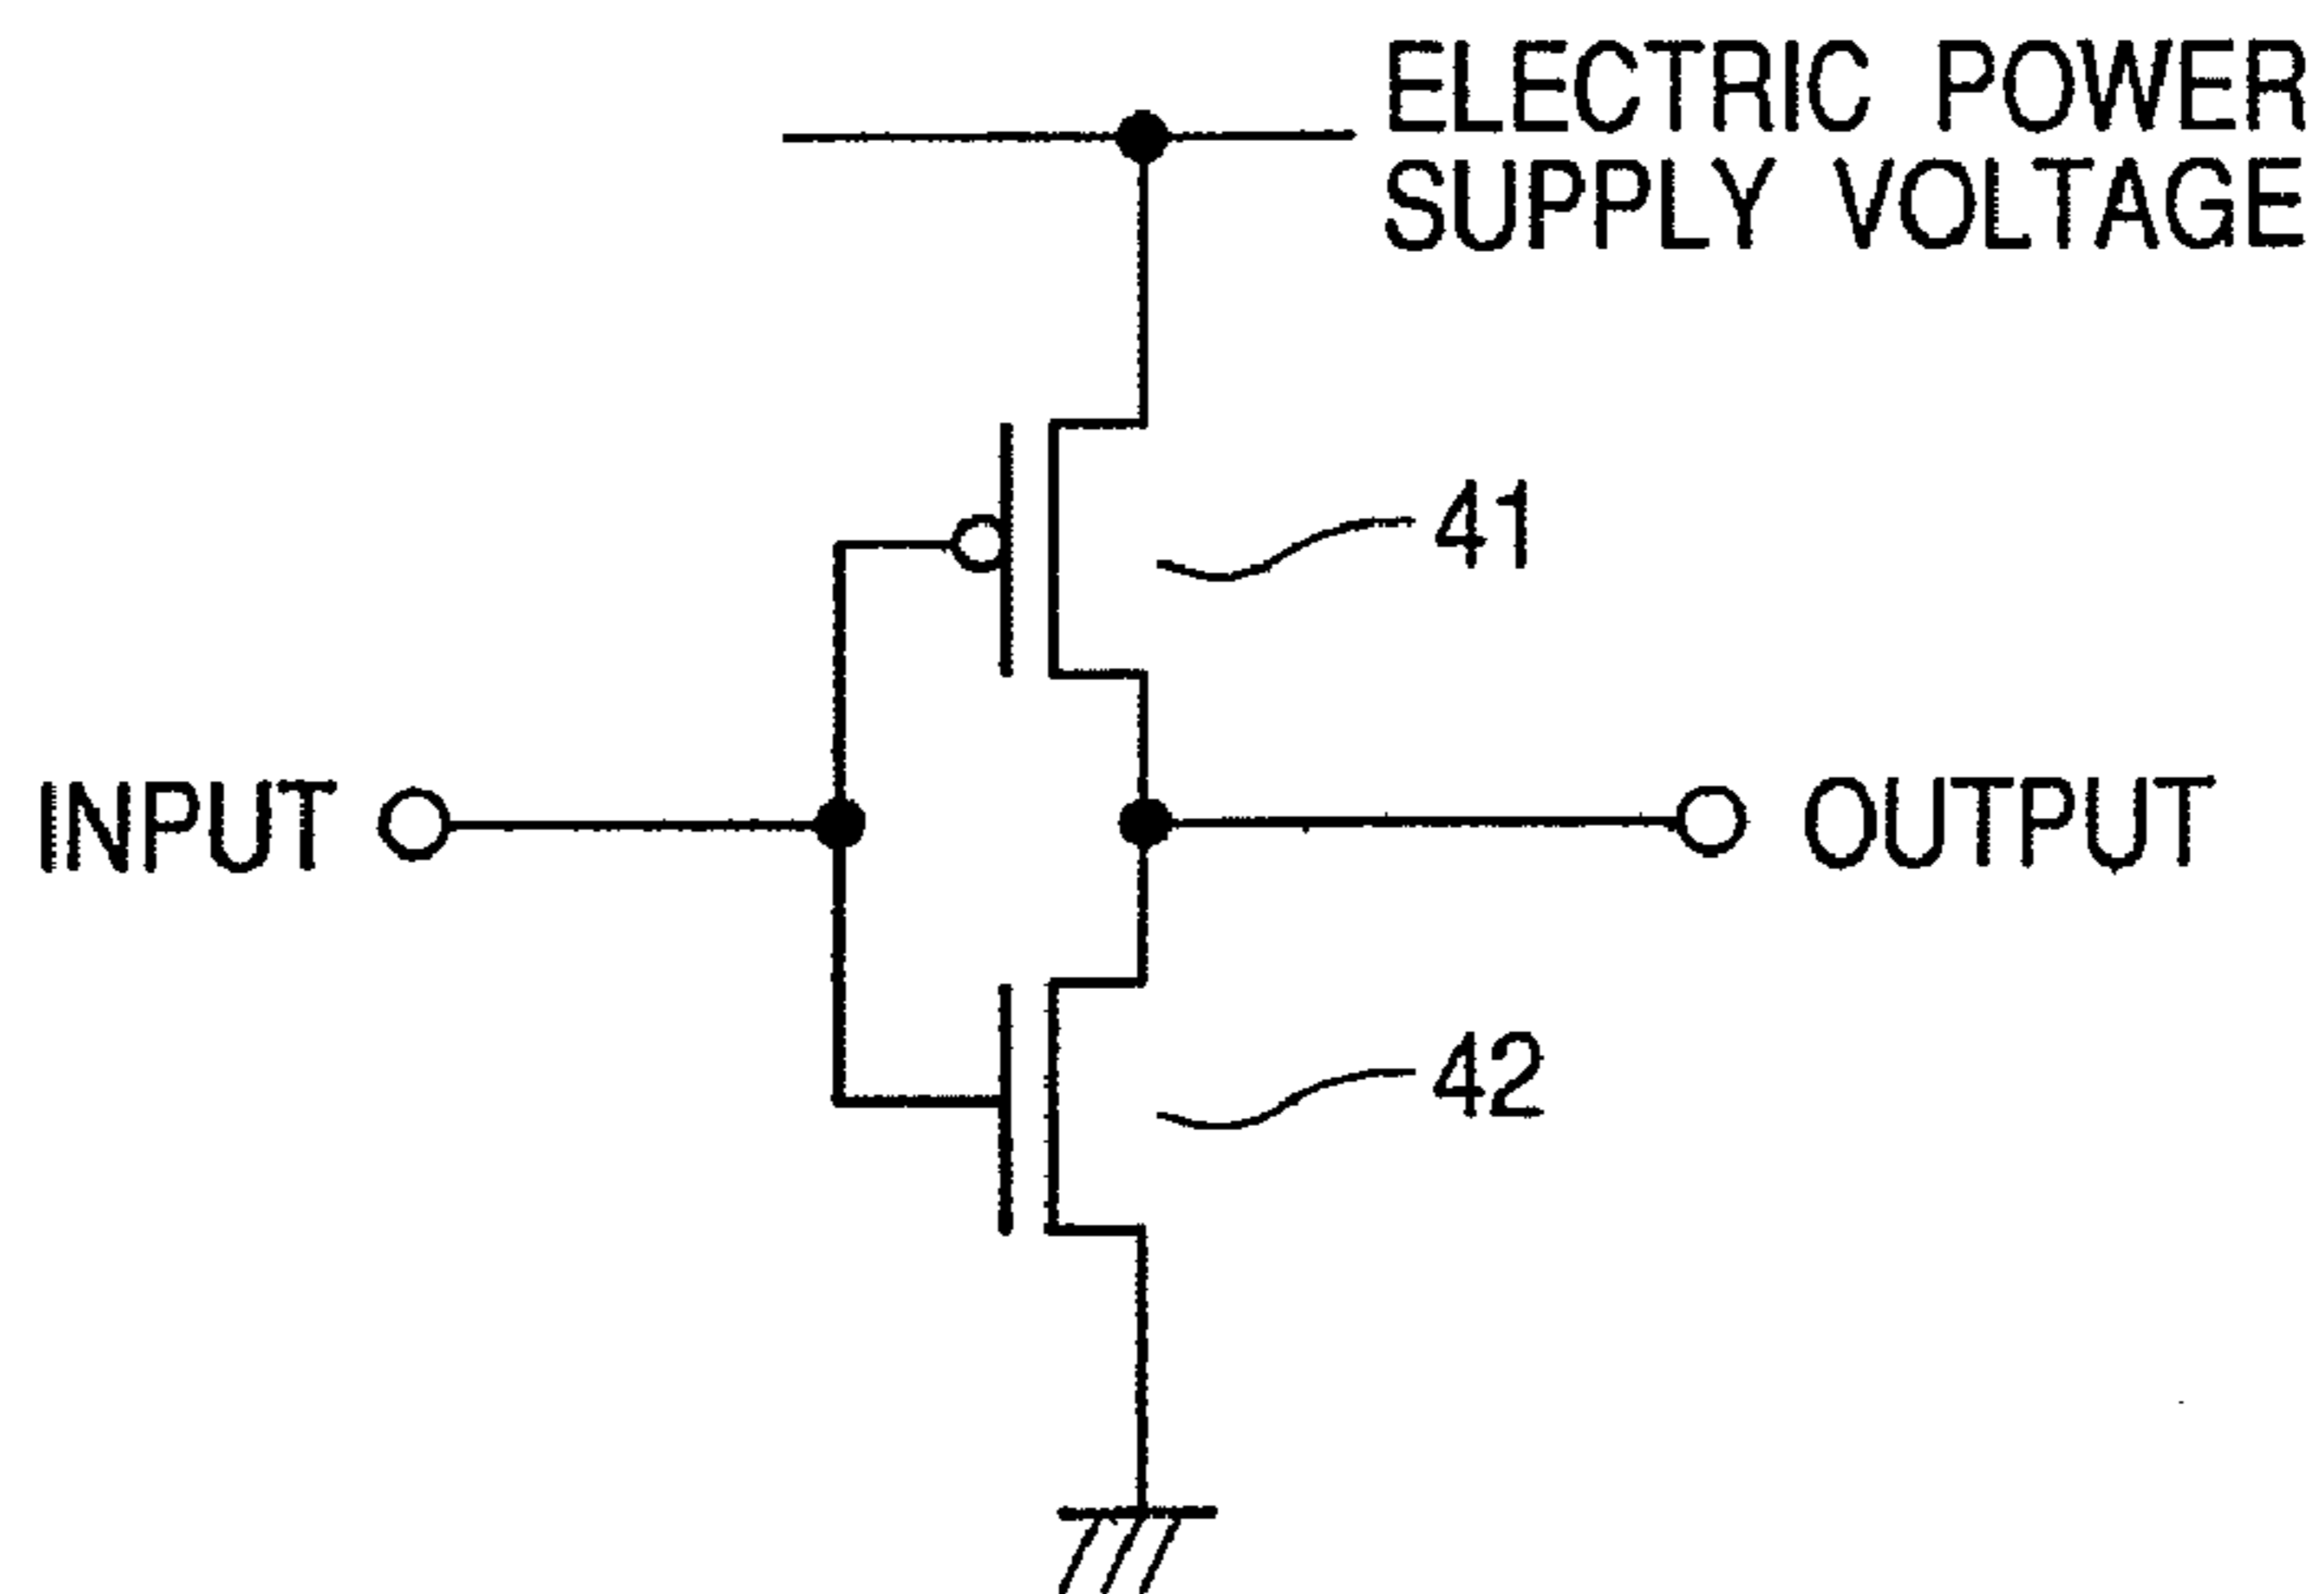 ELECTRIC POWER
SUPPLY VOLTAGE
41
INPUT
OUTPUT
42